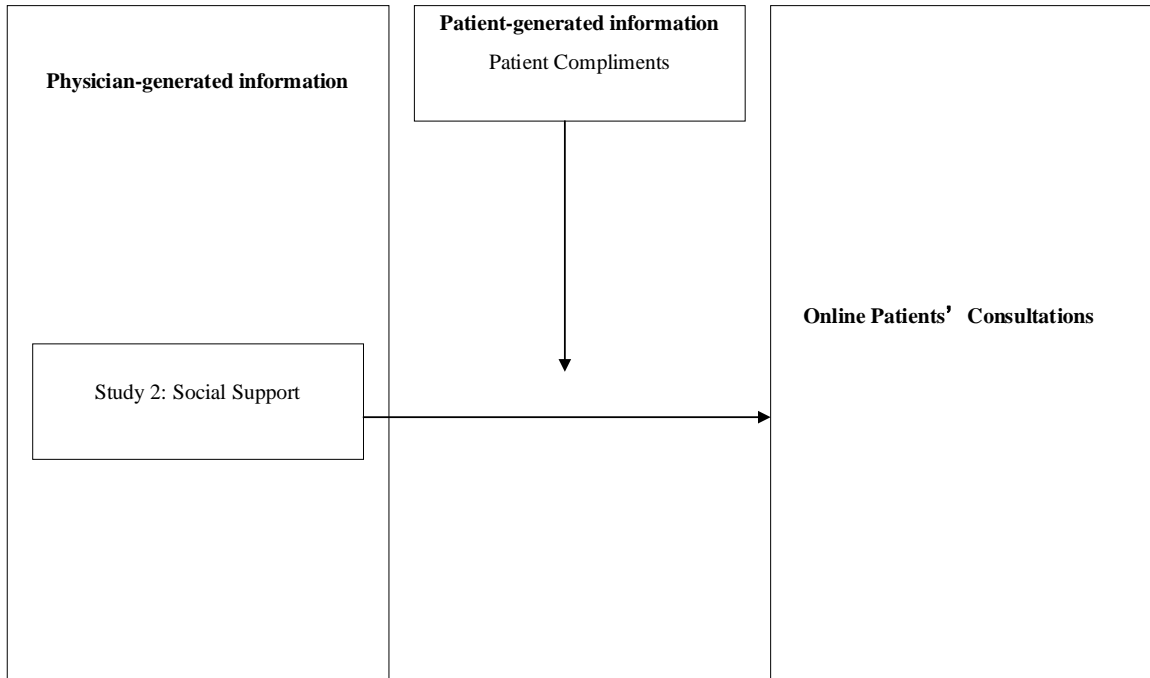 Patient-generated information
Patient Compliments
Physician-generated information
Online Patients’ Consultations
Study 2: Social Support